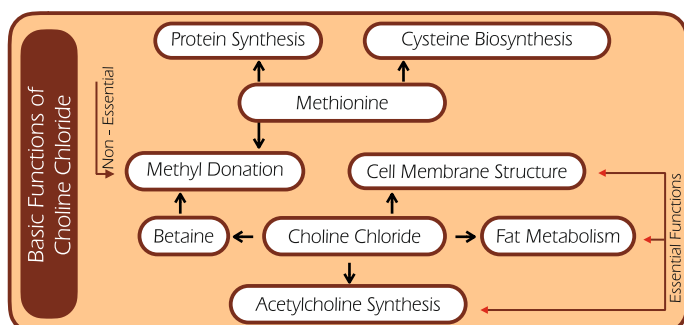 Basic Functions of
Choline Chloride
Protein Synthesis
Cysteine Biosynthesis
Non - Essential
Methionine
Methyl Donation
Cell Membrane Structure
Betaine
Choline Chloride
Fat Metabolism
Essential Functions
Acetylcholine Synthesis